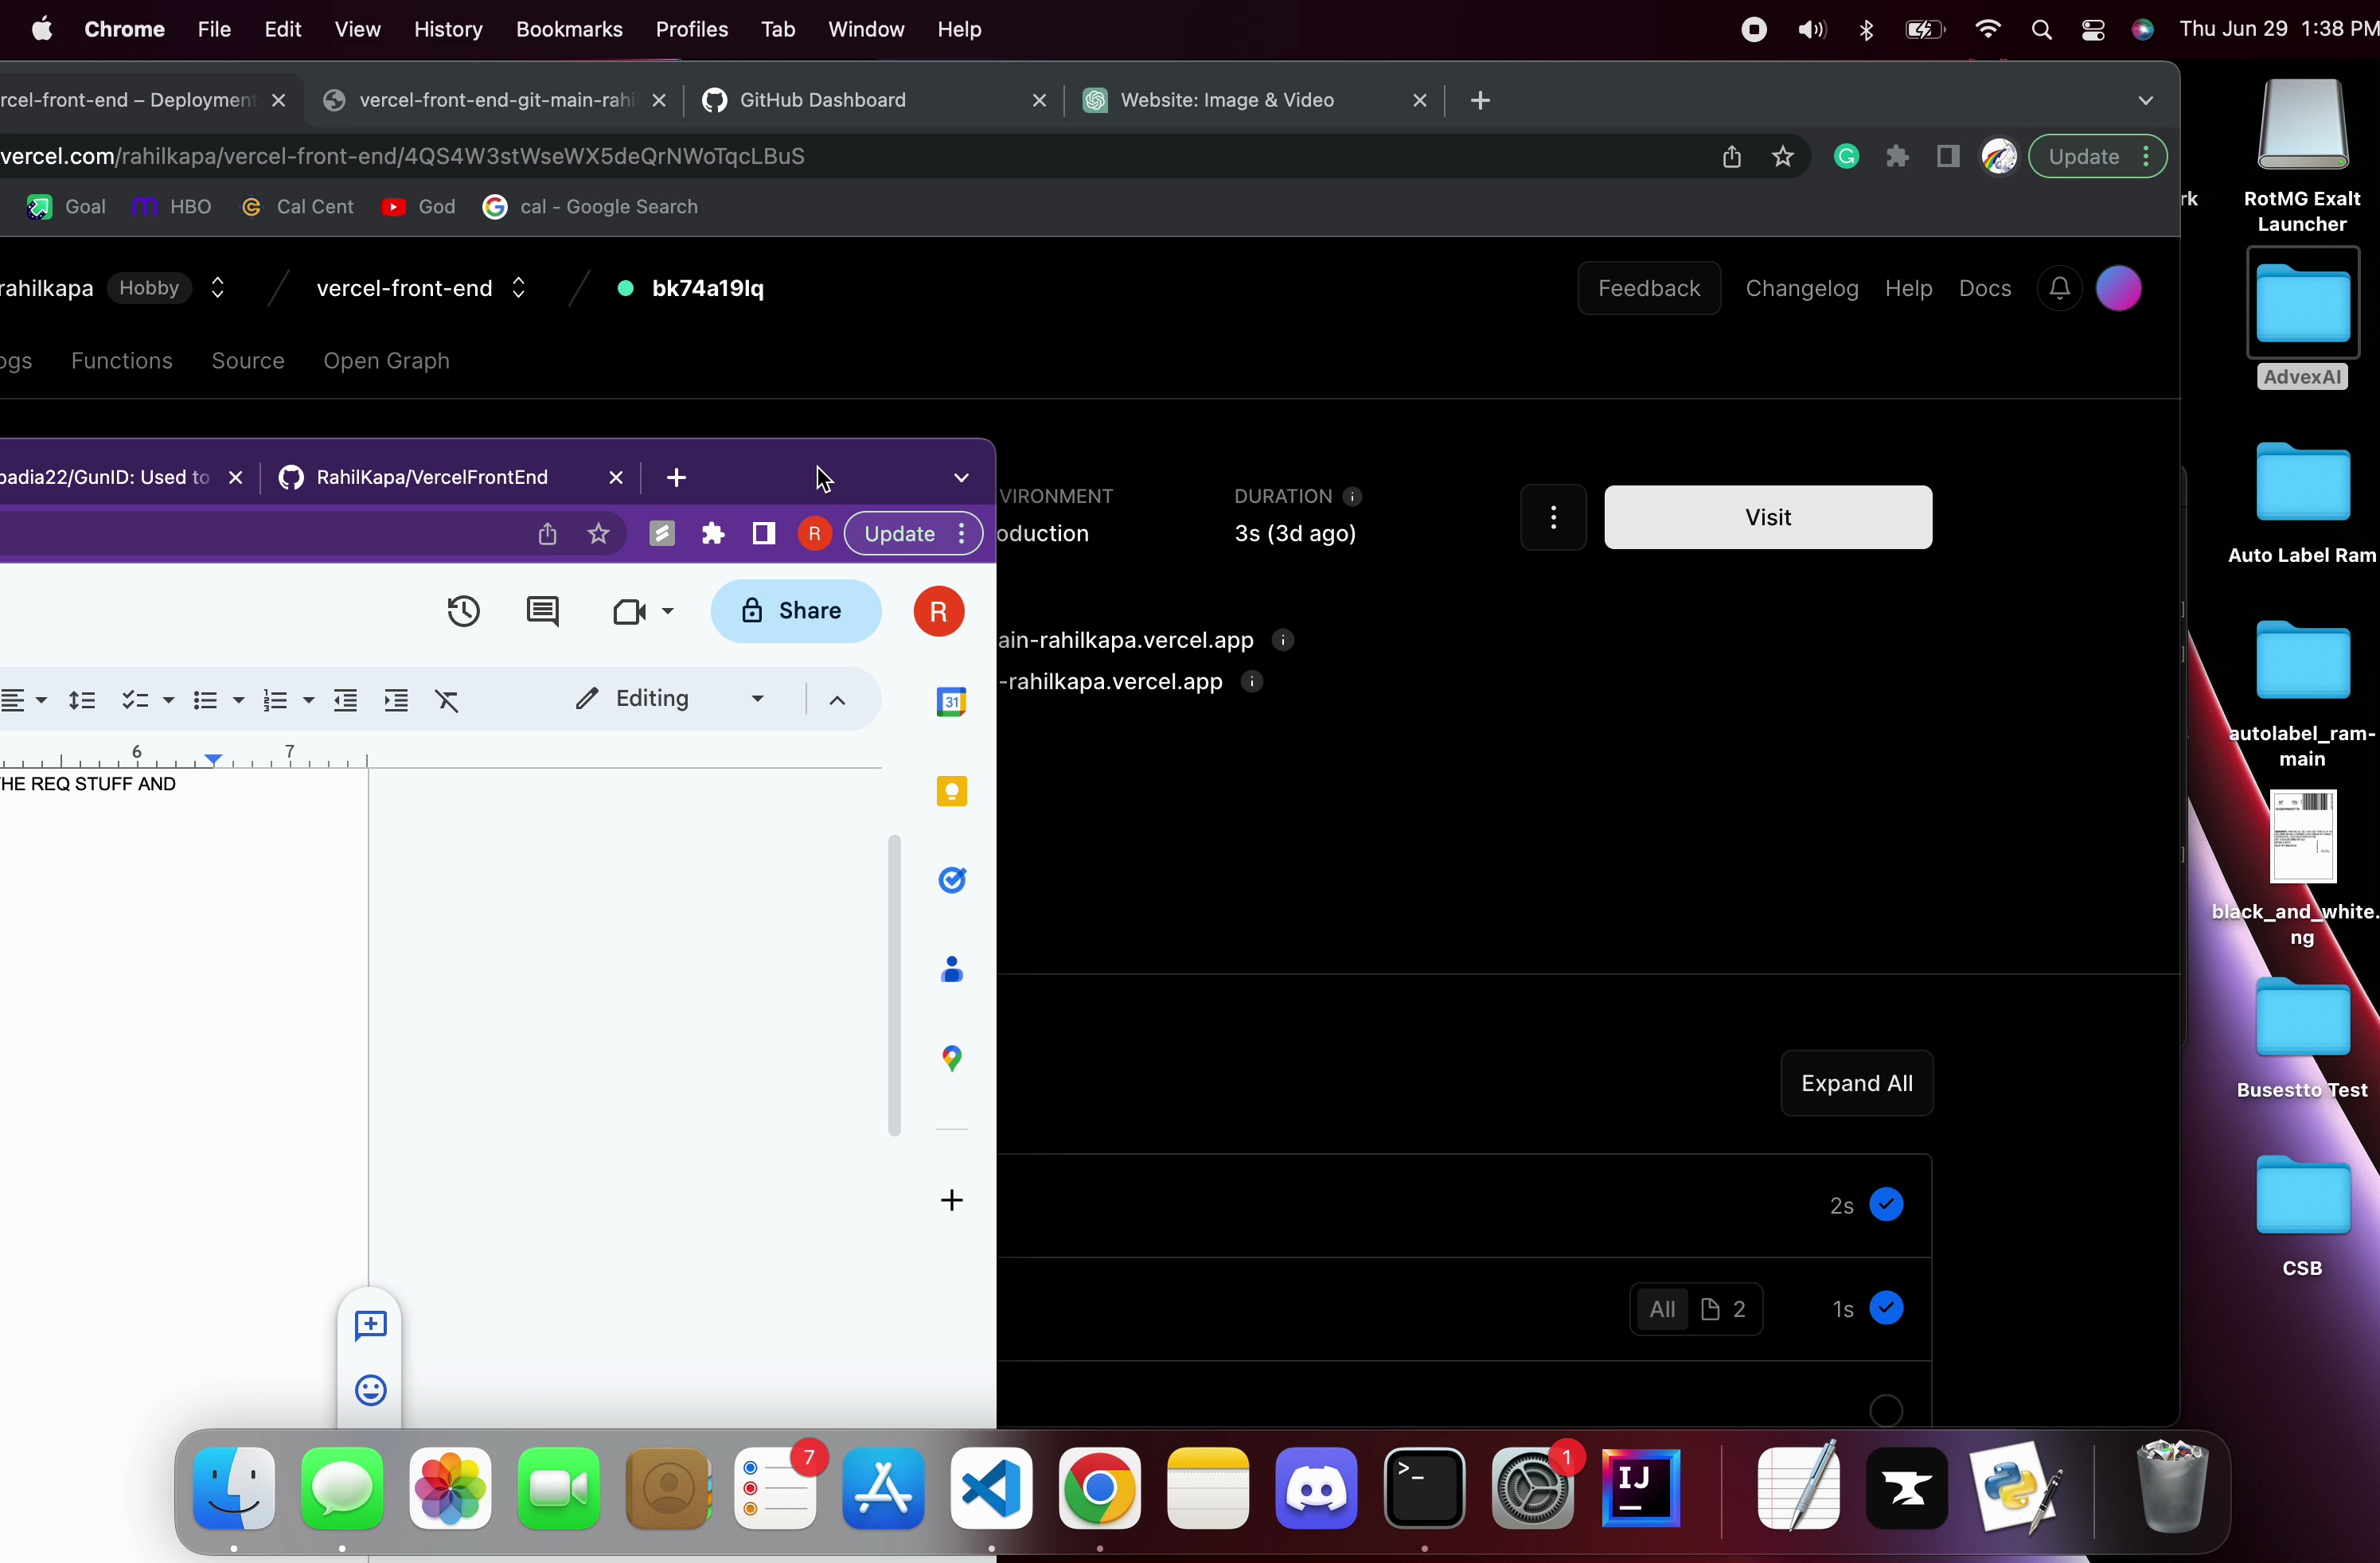 Chrome File Edit View History Bookmarks Profiles Tab Window Help Thu Jun 29 1:38 PM
rcel-front-end – Deployment vercel-front-end-git-main-rahil GitHub Dashboard Website: Image & Video
vercel.com/rahilkapa/vercel-front-end/4QS4W3stWseWX5deQrNWoTqcLBuS Update
Goal HBO Cal Cent God cal - Google Search
rk
RotMG Exalt
Launcher
rahilkapa Hobby vercel-front-end bk74a19lq Feedback Changelog Help Docs
ogs Functions Source Open Graph
AdvexAI
padia22/GunID: Used to RahilKapa/VercelFrontEnd
VIRONMENT DURATION
Update
oduction 3s (3d ago) Visit
Auto Label Ram
Share R
R
ain-rahilkapa.vercel.app
-rahilkapa.vercel.app
Editing
31
6 7
HE REQ STUFF AND
autolabel_ram-
main
black_and_white.
ng
Expand All
Busestto Test
2s
All 2 1s
CSB
7
1
IJ